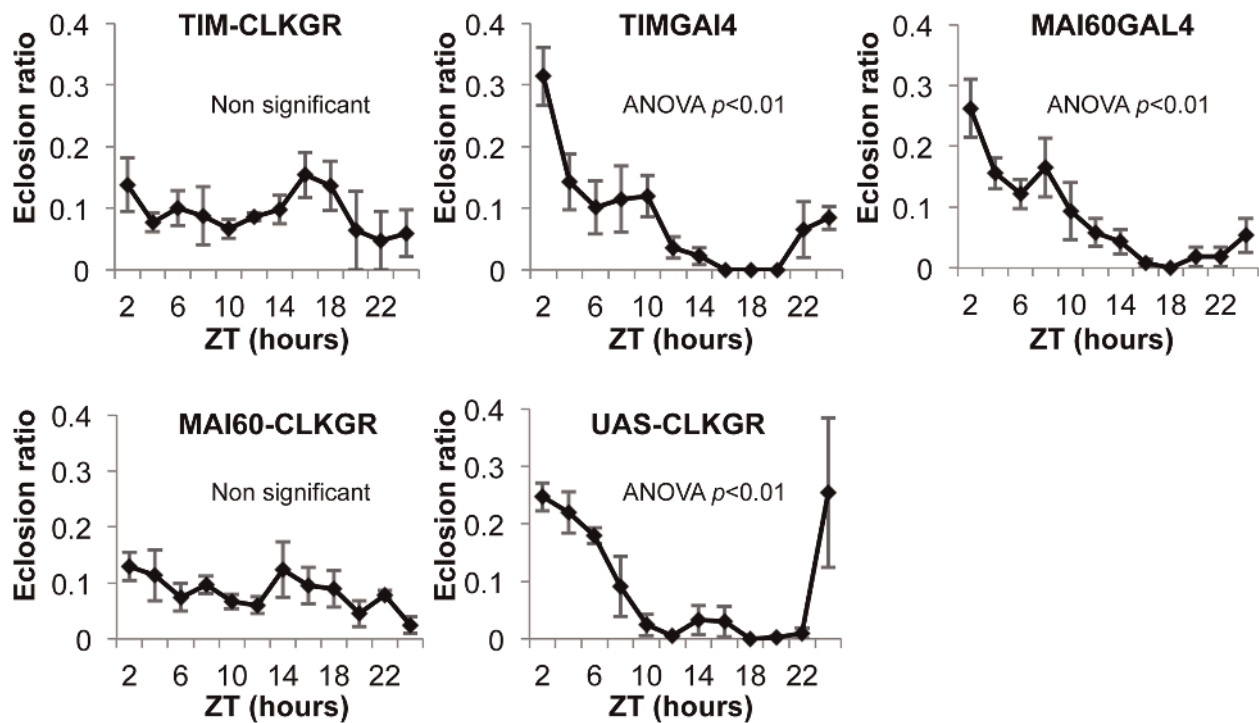 TIM-CLKGR
Eclosion ratio
0.4
0.3
0.2
0.1
0
Non significant
2 6 10 14 18 22
ZT (hours)
TIMGAl4
Eclosion ratio
0.4
0.3
0.2
0.1
0
ANOVA p<0.01
2 6 10 14 18 22
ZT (hours)
MAI60GAL4
Eclosion ratio
0.4
0.3
0.2
0.1
0
ANOVA p<0.01
2 6 10 14 18 22
ZT (hours)
MAI60-CLKGR
Eclosion ratio
0.4
0.3
0.2
0.1
0
Non significant
2 6 10 14 18 22
ZT (hours)
UAS-CLKGR
Eclosion ratio
0.4
0.3
0.2
0.1
0
ANOVA p<0.01
2 6 10 14 18 22
ZT (hours)